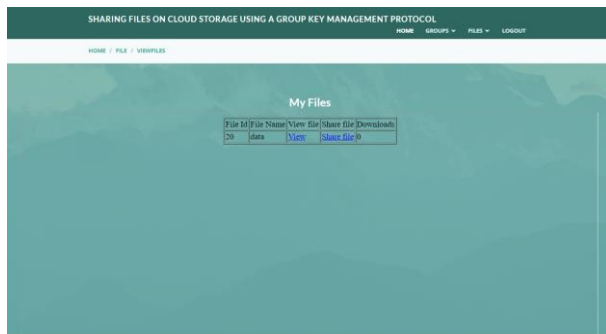 SHARING FILES ON CLOUD STORAGE USING A GROUP KEY MANAGEMENT PROTOCOL
HOME GROUPS FILES LOGOUT
HOME / FILE / VIEWFILES
My Files
File Id File Name View file Share file Downloads
20 data View Share file 0